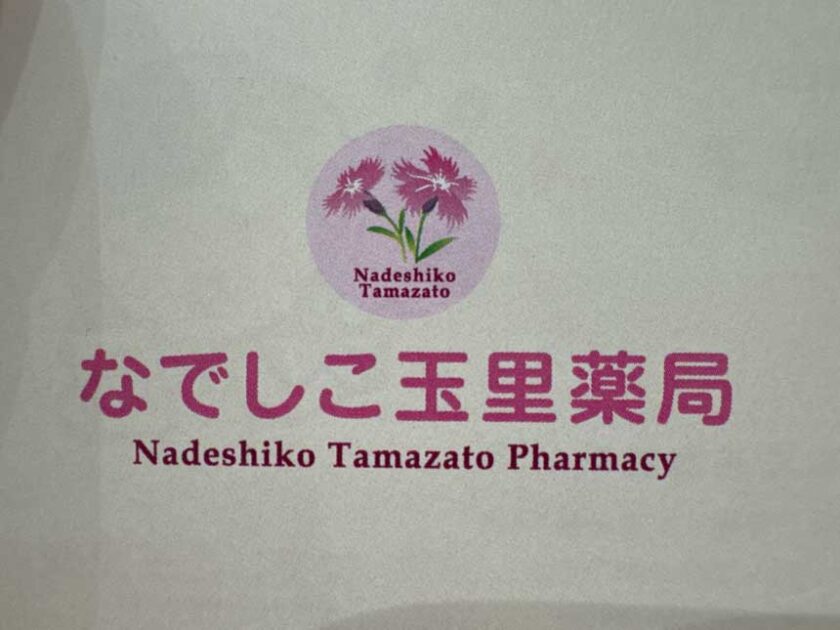 Nadeshiko
Tamazato
なでしこ玉里薬局
Nadeshiko Tamazato Pharmacy